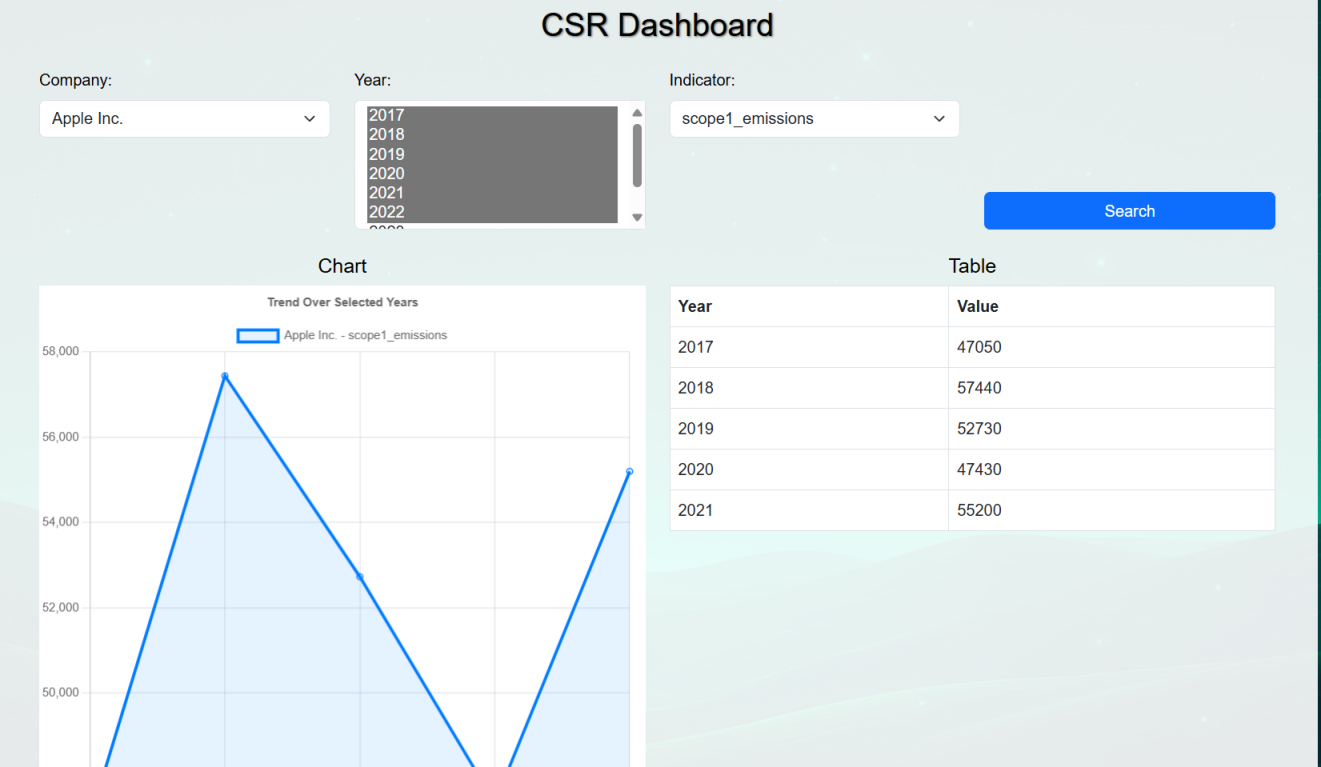 CSR Dashboard
Company:
Year:
Indicator:
Apple Inc.
2017
2018
2019
2020
2021
2022
scope1_emissions
Search
Chart
Table
Trend Over Selected Years
Apple Inc. - scope1_emissions
58,000
56,000
54,000
52,000
50,000
Year Value
2017 47050
2018 57440
2019 52730
2020 47430
2021 55200